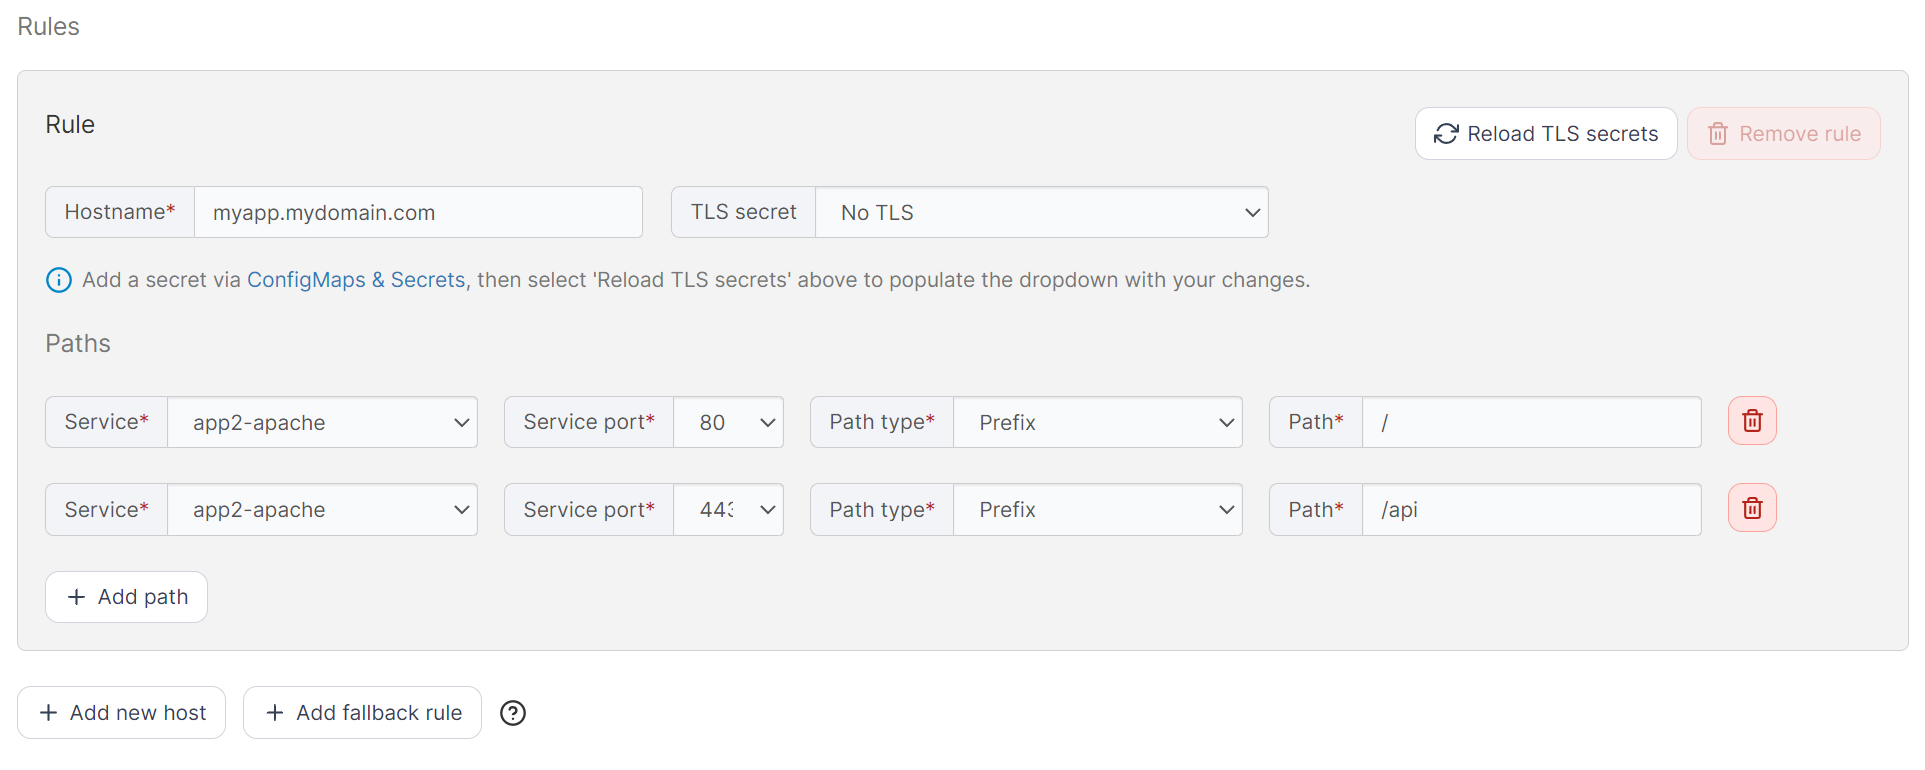 Rules
Rule
Reload TLS secrets
Remove rule
Hostname* myapp.mydomain.com
TLS secret No TLS
Add a secret via ConfigMaps & Secrets, then select 'Reload TLS secrets' above to populate the dropdown with your changes.
Paths
Service* app2-apache Service port* 80 Path type* Prefix Path* /
Service* app2-apache Service port* 443 Path type* Prefix Path* /api
+ Add path
+ Add new host
+ Add fallback rule